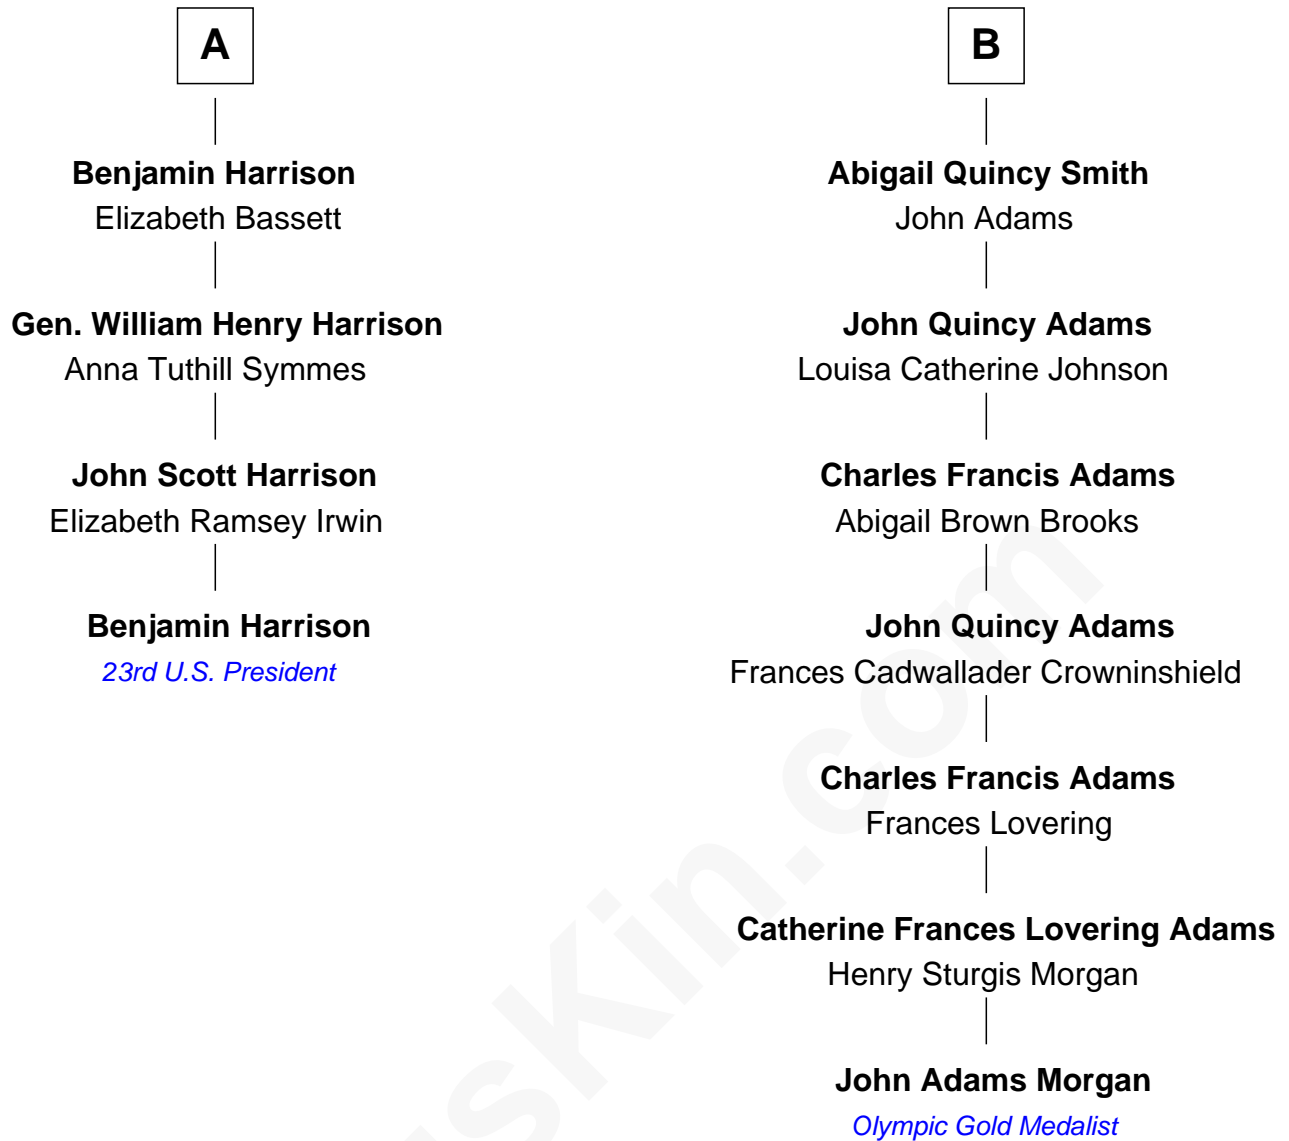 A
Benjamin Harrison
Elizabeth Bassett
Gen. William Henry Harrison
Anna Tuthill Symmes
John Scott Harrison
Elizabeth Ramsey Irwin
Benjamin Harrison
23rd U.S. President
B
Abigail Quincy Smith
John Adams
John Quincy Adams
Louisa Catherine Johnson
Charles Francis Adams
Abigail Brown Brooks
John Quincy Adams
Frances Cadwallader Crowninshield
Charles Francis Adams
Frances Lovering
Catherine Frances Lovering Adams
Henry Sturgis Morgan
John Adams Morgan
Olympic Gold Medalist